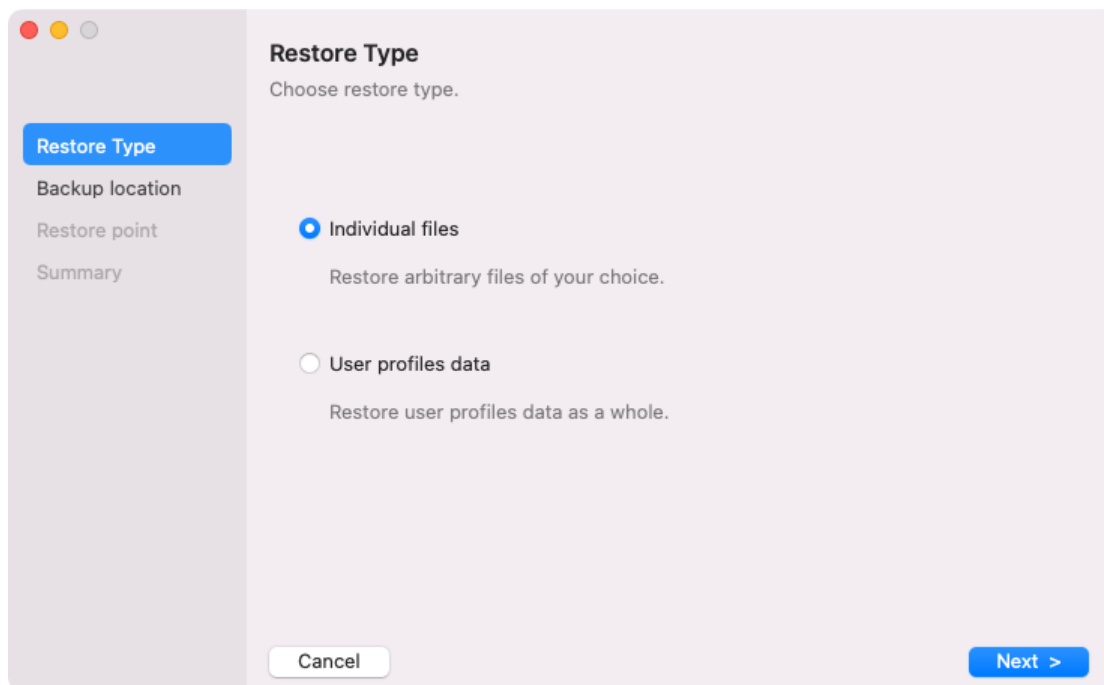 Restore Type
Backup location
Restore point
Summary
Restore Type
Choose restore type.
Individual files
Restore arbitrary files of your choice.
User profiles data
Restore user profiles data as a whole.
Cancel
Next >